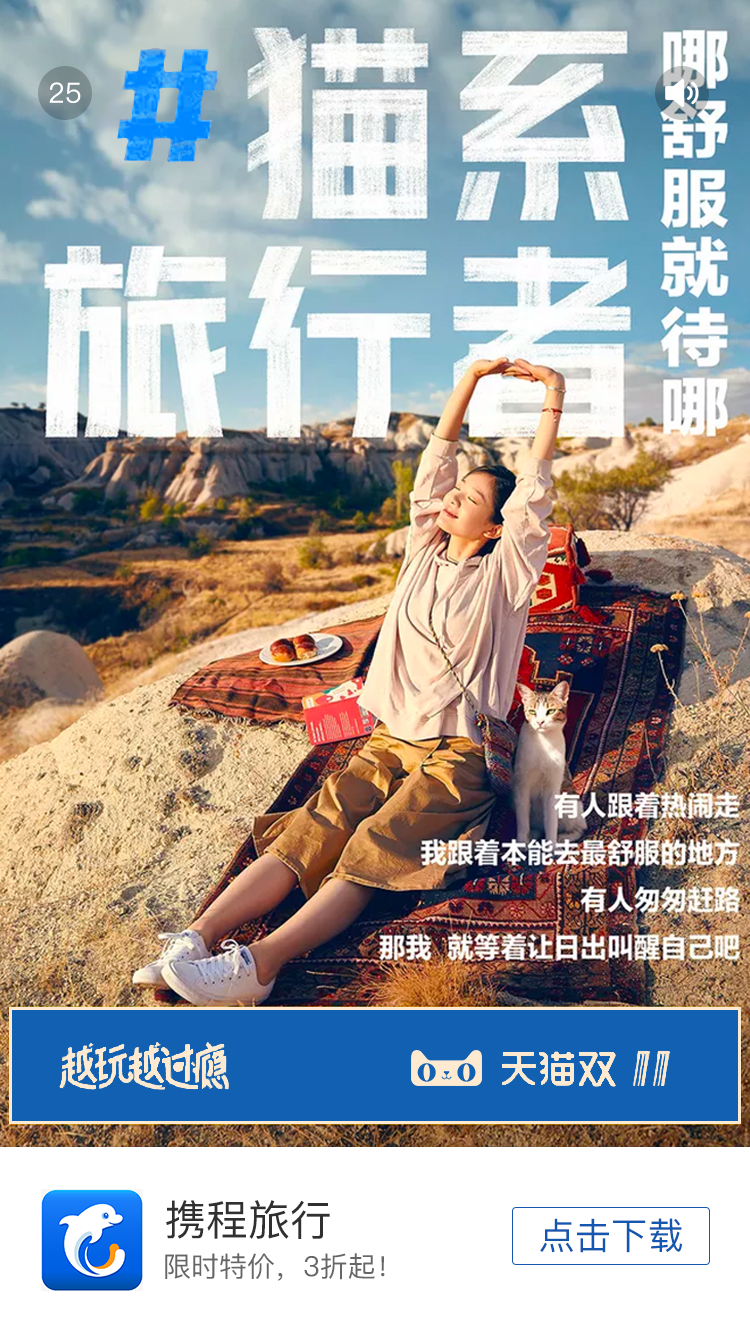 25
#猫系
旅行者
哪舒服就待哪
有人跟着热闹走
我跟着本能去最舒服的地方
有人匆匆赶路
那我 就等着让日出叫醒自己吧
越玩越过瘾
天猫双11
携程旅行
限时特价，3折起！
点击下载